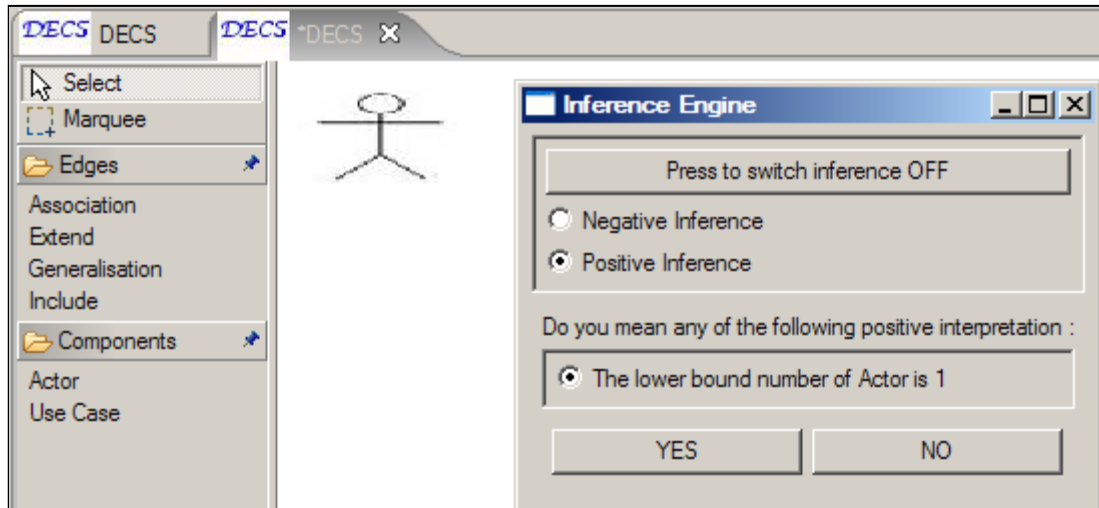 DECS DECS
DECS *DECS
Select
Marquee
Edges
Association
Extend
Generalisation
Include
Components
Actor
Use Case
Inference Engine
Press to switch inference OFF
Negative Inference
Positive Inference
Do you mean any of the following positive interpretation :
The lower bound number of Actor is 1
YES
NO